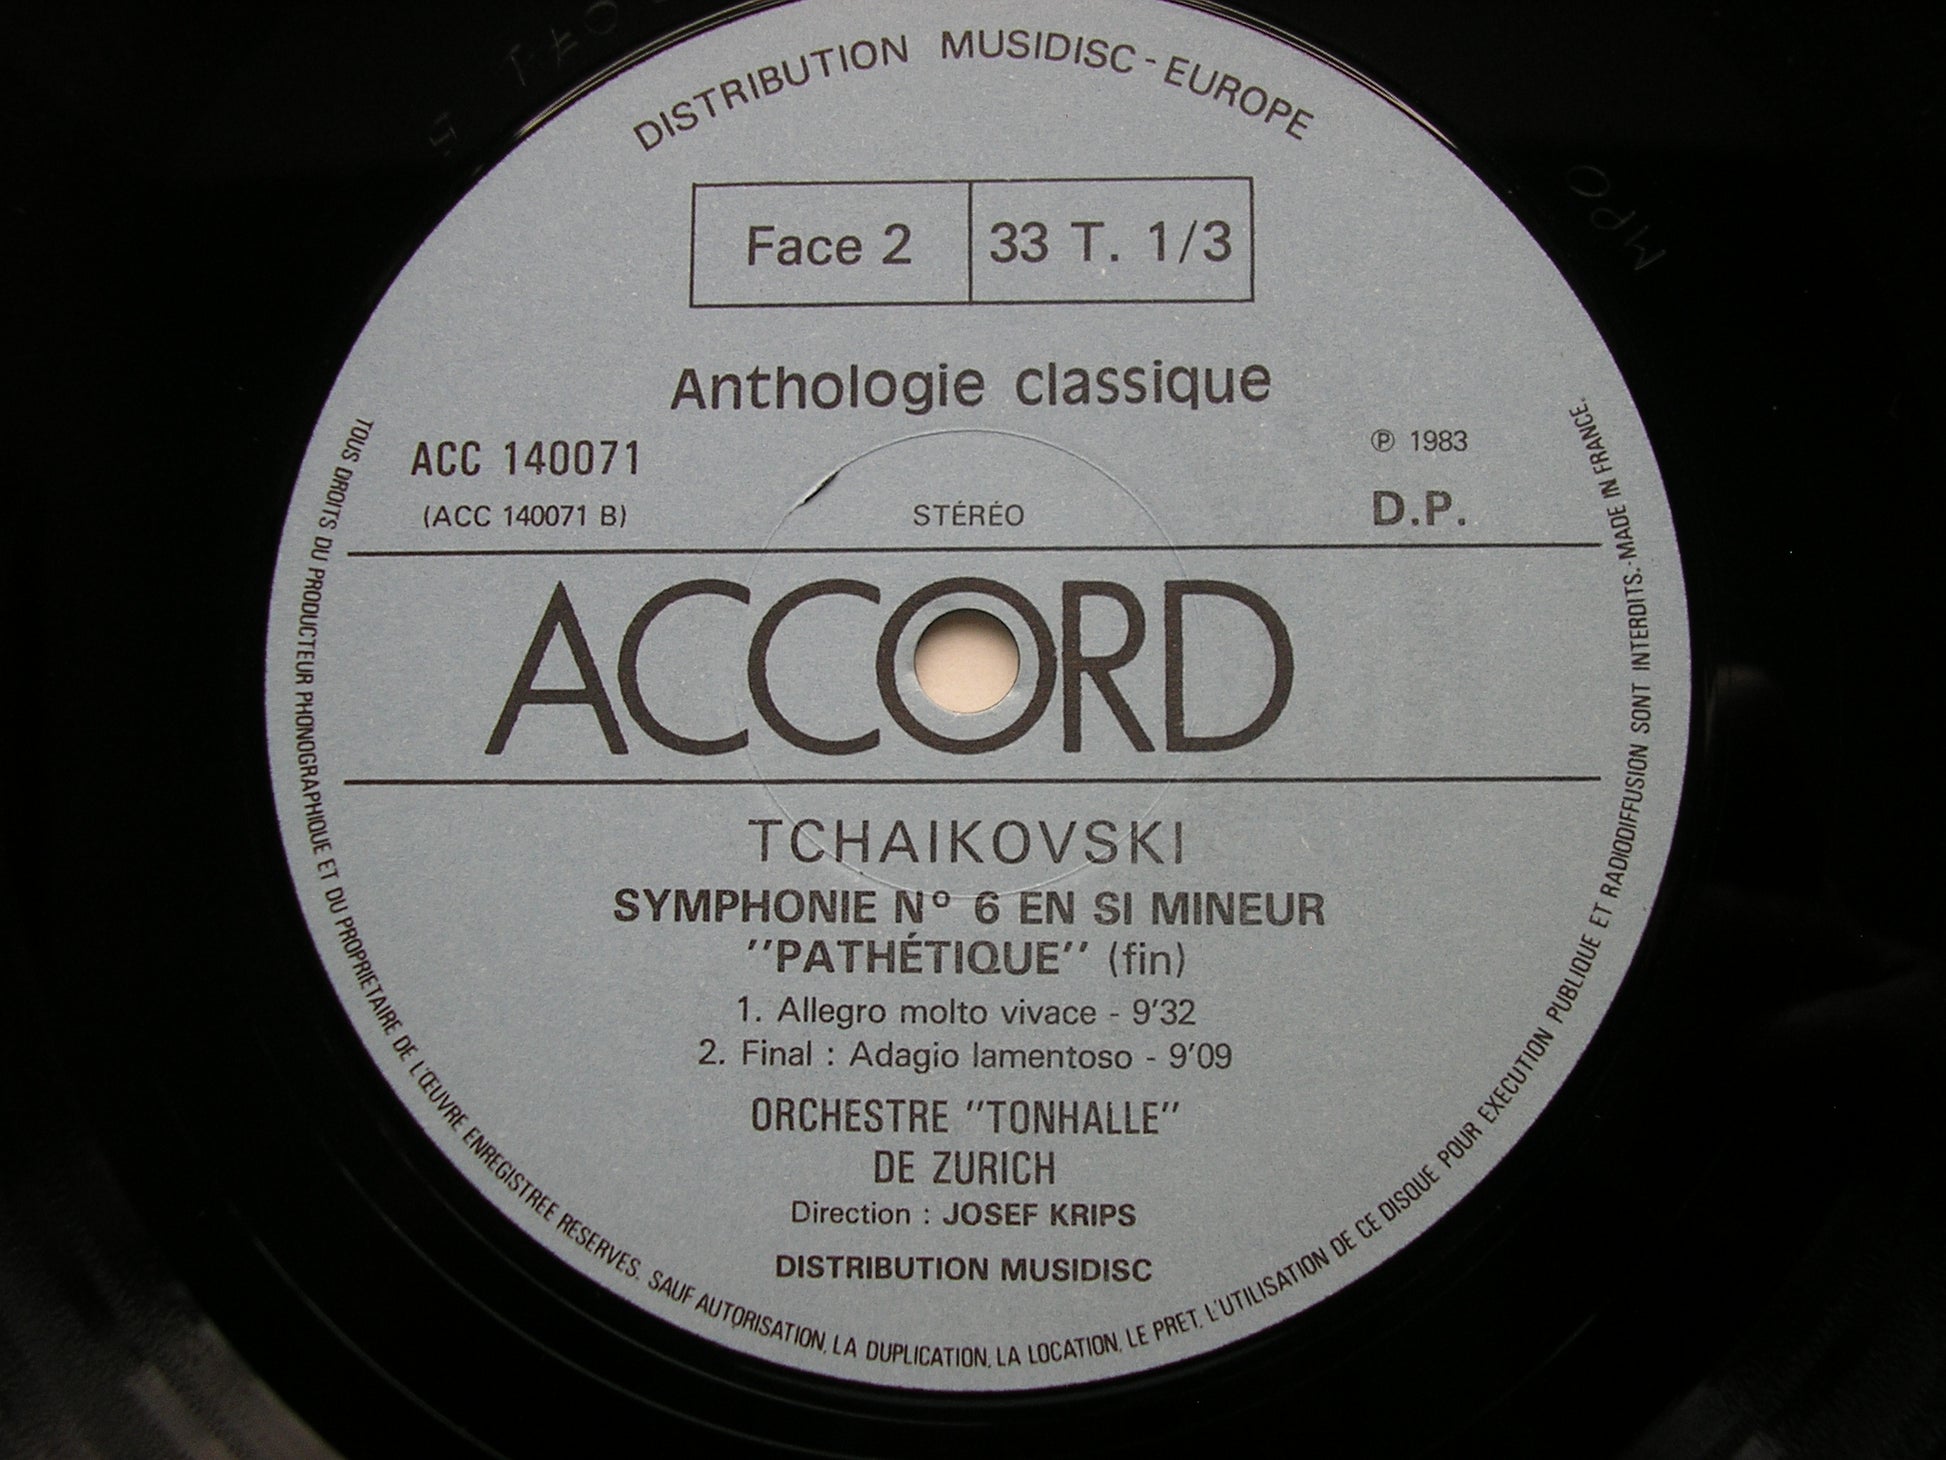 DISTRIBUTION MUSIDISC - EUROPE
Face 2
33 T. 1/3
Anthologie classique
ACC 140071
(ACC 140071 B)
STÉRÉO
℗ 1983
D.P.
ACCORD
TCHAIKOVSKI
SYMPHONIE Nº 6 EN SI MINEUR
"PATHÉTIQUE" (fin)
1. Allegro molto vivace - 9'32
2. Final : Adagio lamentoso - 9'09
ORCHESTRE "TONHALLE"
DE ZURICH
Direction : JOSEF KRIPS
DISTRIBUTION MUSIDISC
TOUS DROITS DU PRODUCTEUR PHONOGRAPHIQUE ET DU PROPRIETAIRE DE L'ŒUVRE ENREGISTREE RESERVES. SAUF AUTORISATION, LA DUPLICATION, LA LOCATION, LE PRET, L'UTILISATION DE CE DISQUE POUR EXECUTION PUBLIQUE ET RADIODIFFUSION SONT INTERDITS.-MADE IN FRANCE.
MPO